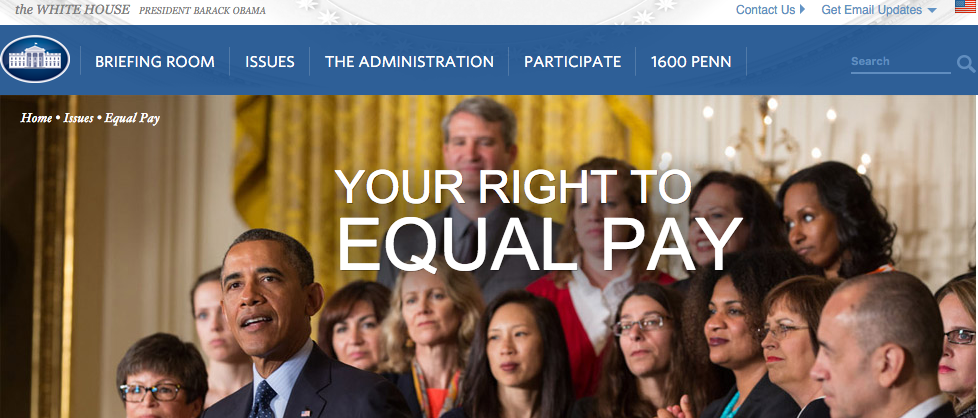 the WHITE HOUSE PRESIDENT BARACK OBAMA
Contact Us Get Email Updates
BRIEFING ROOM ISSUES THE ADMINISTRATION PARTICIPATE 1600 PENN
Search
Home • Issues • Equal Pay
YOUR RIGHT TO
EQUAL PAY